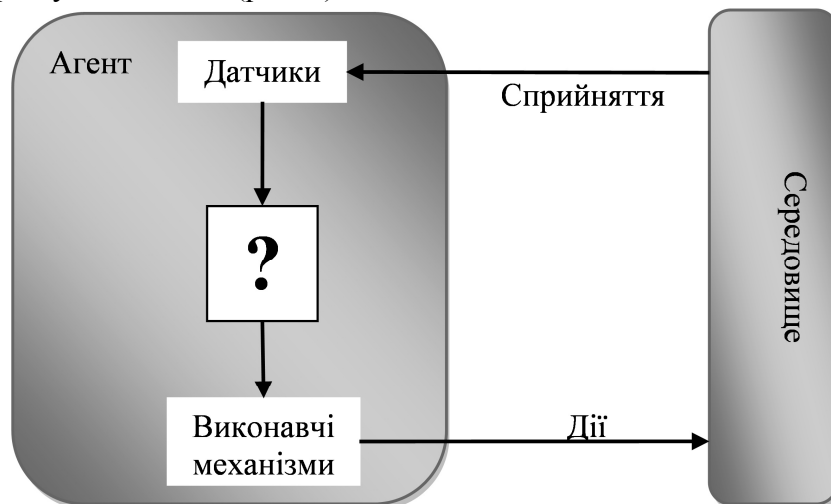 Агент
Датчики
Сприйняття
Середовище
?
Виконавчі
механізми
Дії